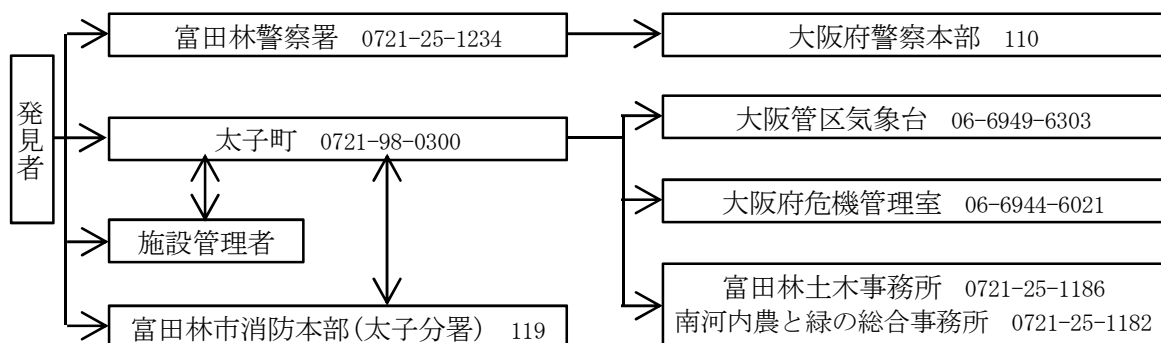 発見者
富田林警察署 0721-25-1234
大阪府警察本部 110
太子町 0721-98-0300
大阪管区気象台 06-6949-6303
大阪府危機管理室 06-6944-6021
施設管理者
富田林土木事務所 0721-25-1186
南河内農と緑の総合事務所 0721-25-1182
富田林市消防本部(太子分署) 119